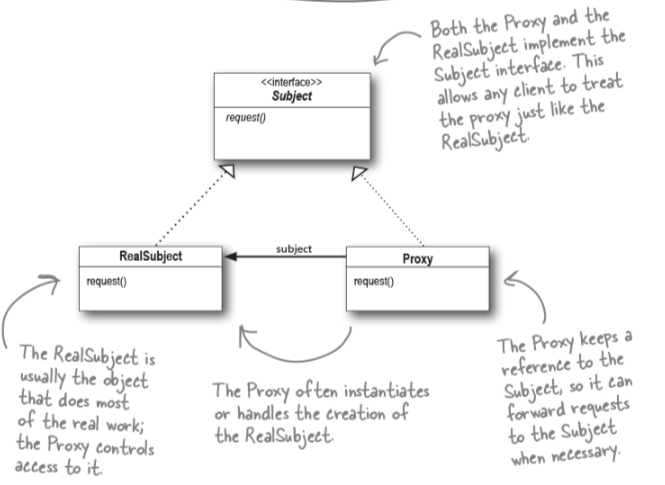 Both the Proxy and the
RealSubject implement the
Subject interface. This
allows any client to treat
the proxy just like the
RealSubject.
<<interface>>
Subject
request()
RealSubject
request()
subject
Proxy
request()
The RealSubject is
usually the object
that does most
of the real work;
the Proxy controls
access to it.
The Proxy often instantiates
or handles the creation of
the RealSubject.
The Proxy keeps a
reference to the
Subject, so it can
forward requests
to the Subject
when necessary.